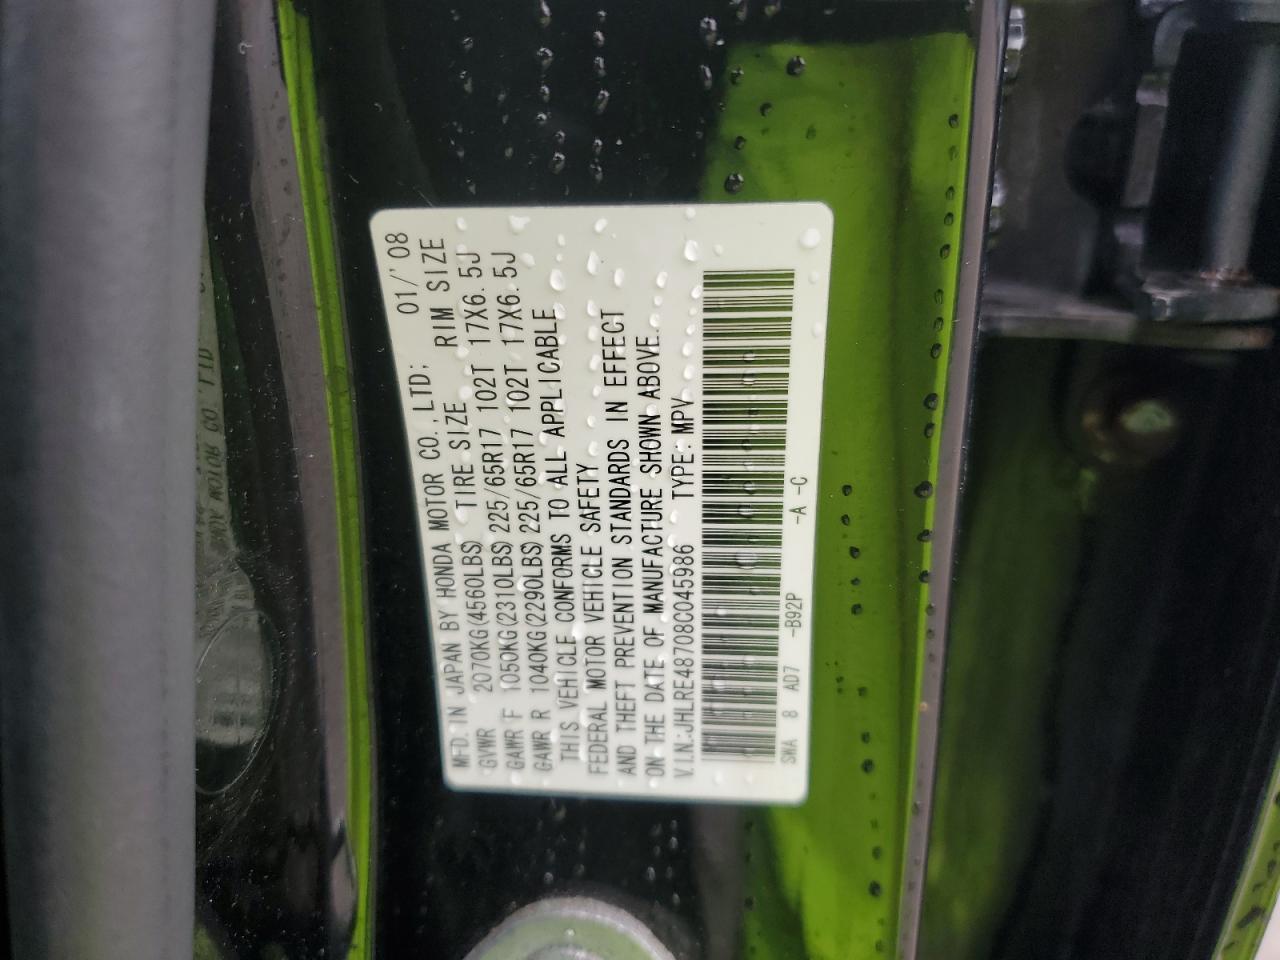 MFD. IN JAPAN BY HONDA MOTOR CO., LTD; 01/'08
GVWR 2070KG(4560LBS) TIRE SIZE RIM SIZE
GAWR F 1050KG(2310LBS) 225/65R17 102T 17X6.5J
GAWR R 1040KG(2290LBS) 225/65R17 102T 17X6.5J
THIS VEHICLE CONFORMS TO ALL APPLICABLE
FEDERAL MOTOR VEHICLE SAFETY
AND THEFT PREVENTION STANDARDS IN EFFECT
ON THE DATE OF MANUFACTURE SHOWN ABOVE.
V.I.N.:JHLRE48708C045986 TYPE: MPV
SWA 8 AD7 -B92P -A -C